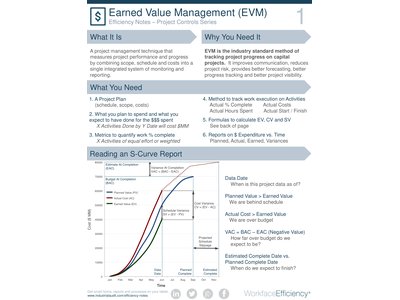 $
Earned Value Management (EVM)
Efficiency Notes – Project Controls Series
1
What It Is
A project management technique that
measures project performance and progress
by combining scope, schedule and costs into
a single integrated system of monitoring and
reporting
Why You Need It
EVM is the industry standard method of
tracking project progress on capital
projects. It improves communication, reduces
project risk, provides better forecasting, better
progress tracking and better project visibility.
What You Need
1. A Project Plan
(schedule, scope, costs)
2. What you plan to spend and what you
expect to have done for the $$$ spent
X Activities Done by Y Date will cost $MM
3. Metrics to quantify work % complete
X Activities of equal effort or weighted
4. Method to track work execution on Activities
Actual % Complete Actual Costs
Actual Hours Spent Actual Start / Finish
5. Formulas to calculate EV, CV and SV
See back of page
6. Reports on $ Expenditure vs. Time
Planned, Actual, Earned, Variances
Reading an S-Curve Report
Estimate At Completion
(EAC)
Variance At Completion
VAC = (BAC – EAC)
Budget At Completion
(BAC)
Planned Value (PV)
Actual Cost (AC)
Earned Value (EV)
Cost Variance
CV = (EV - AC)
Schedule Variance
SV = (EV - PV)
Projected
Schedule
Slippage
Cost ($ MM)
Data
Date
Planned
Complete
Estimated
Complete
Time
Data Date
When is this project data as of?
Planned Value > Earned Value
We are behind schedule
Actual Cost > Earned Value
We are over budget
VAC = BAC – EAC (Negative Value)
How far over budget do we
expect to be?
Estimated Complete Date vs.
Planned Complete Date
When do we expect to finish?
WorkfaceEfficiency